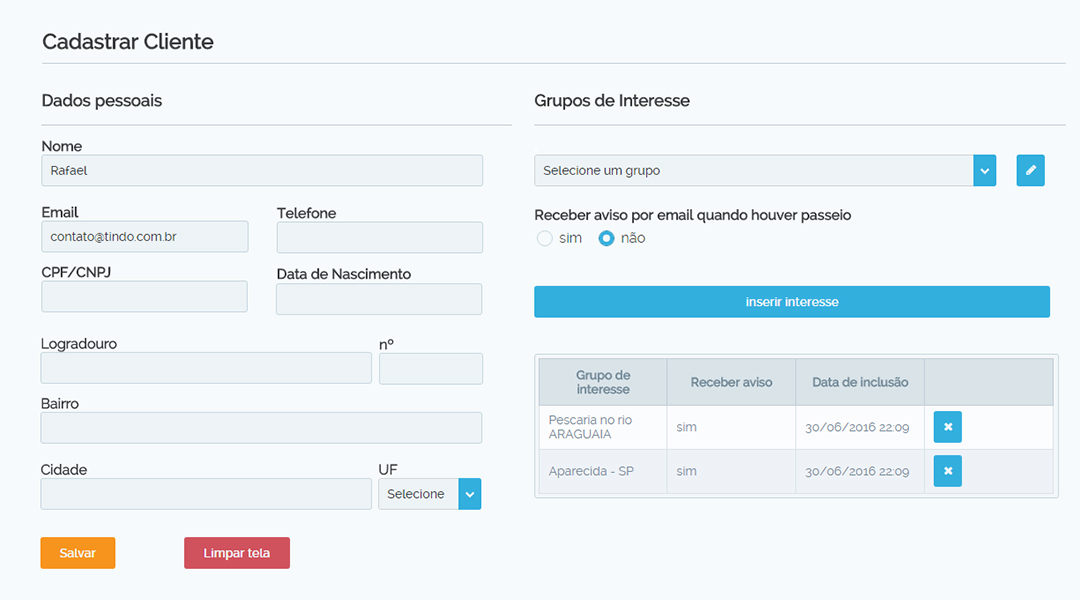 Cadastrar Cliente
Dados pessoais
Nome
Rafael
Email
Telefone
contato@tindo.com.br
CPF/CNPJ
Data de Nascimento
Logradouro
nº
Bairro
Cidade
UF
Selecione
Salvar
Limpar tela
Grupos de Interesse
Selecione um grupo
Receber aviso por email quando houver passeio
sim
não
inserir interesse
Grupo de
interesse
Receber aviso
Data de inclusão
Pescaria no rio
ARAGUAIA
sim
30/06/2016 22:09
Aparecida - SP
sim
30/06/2016 22:09